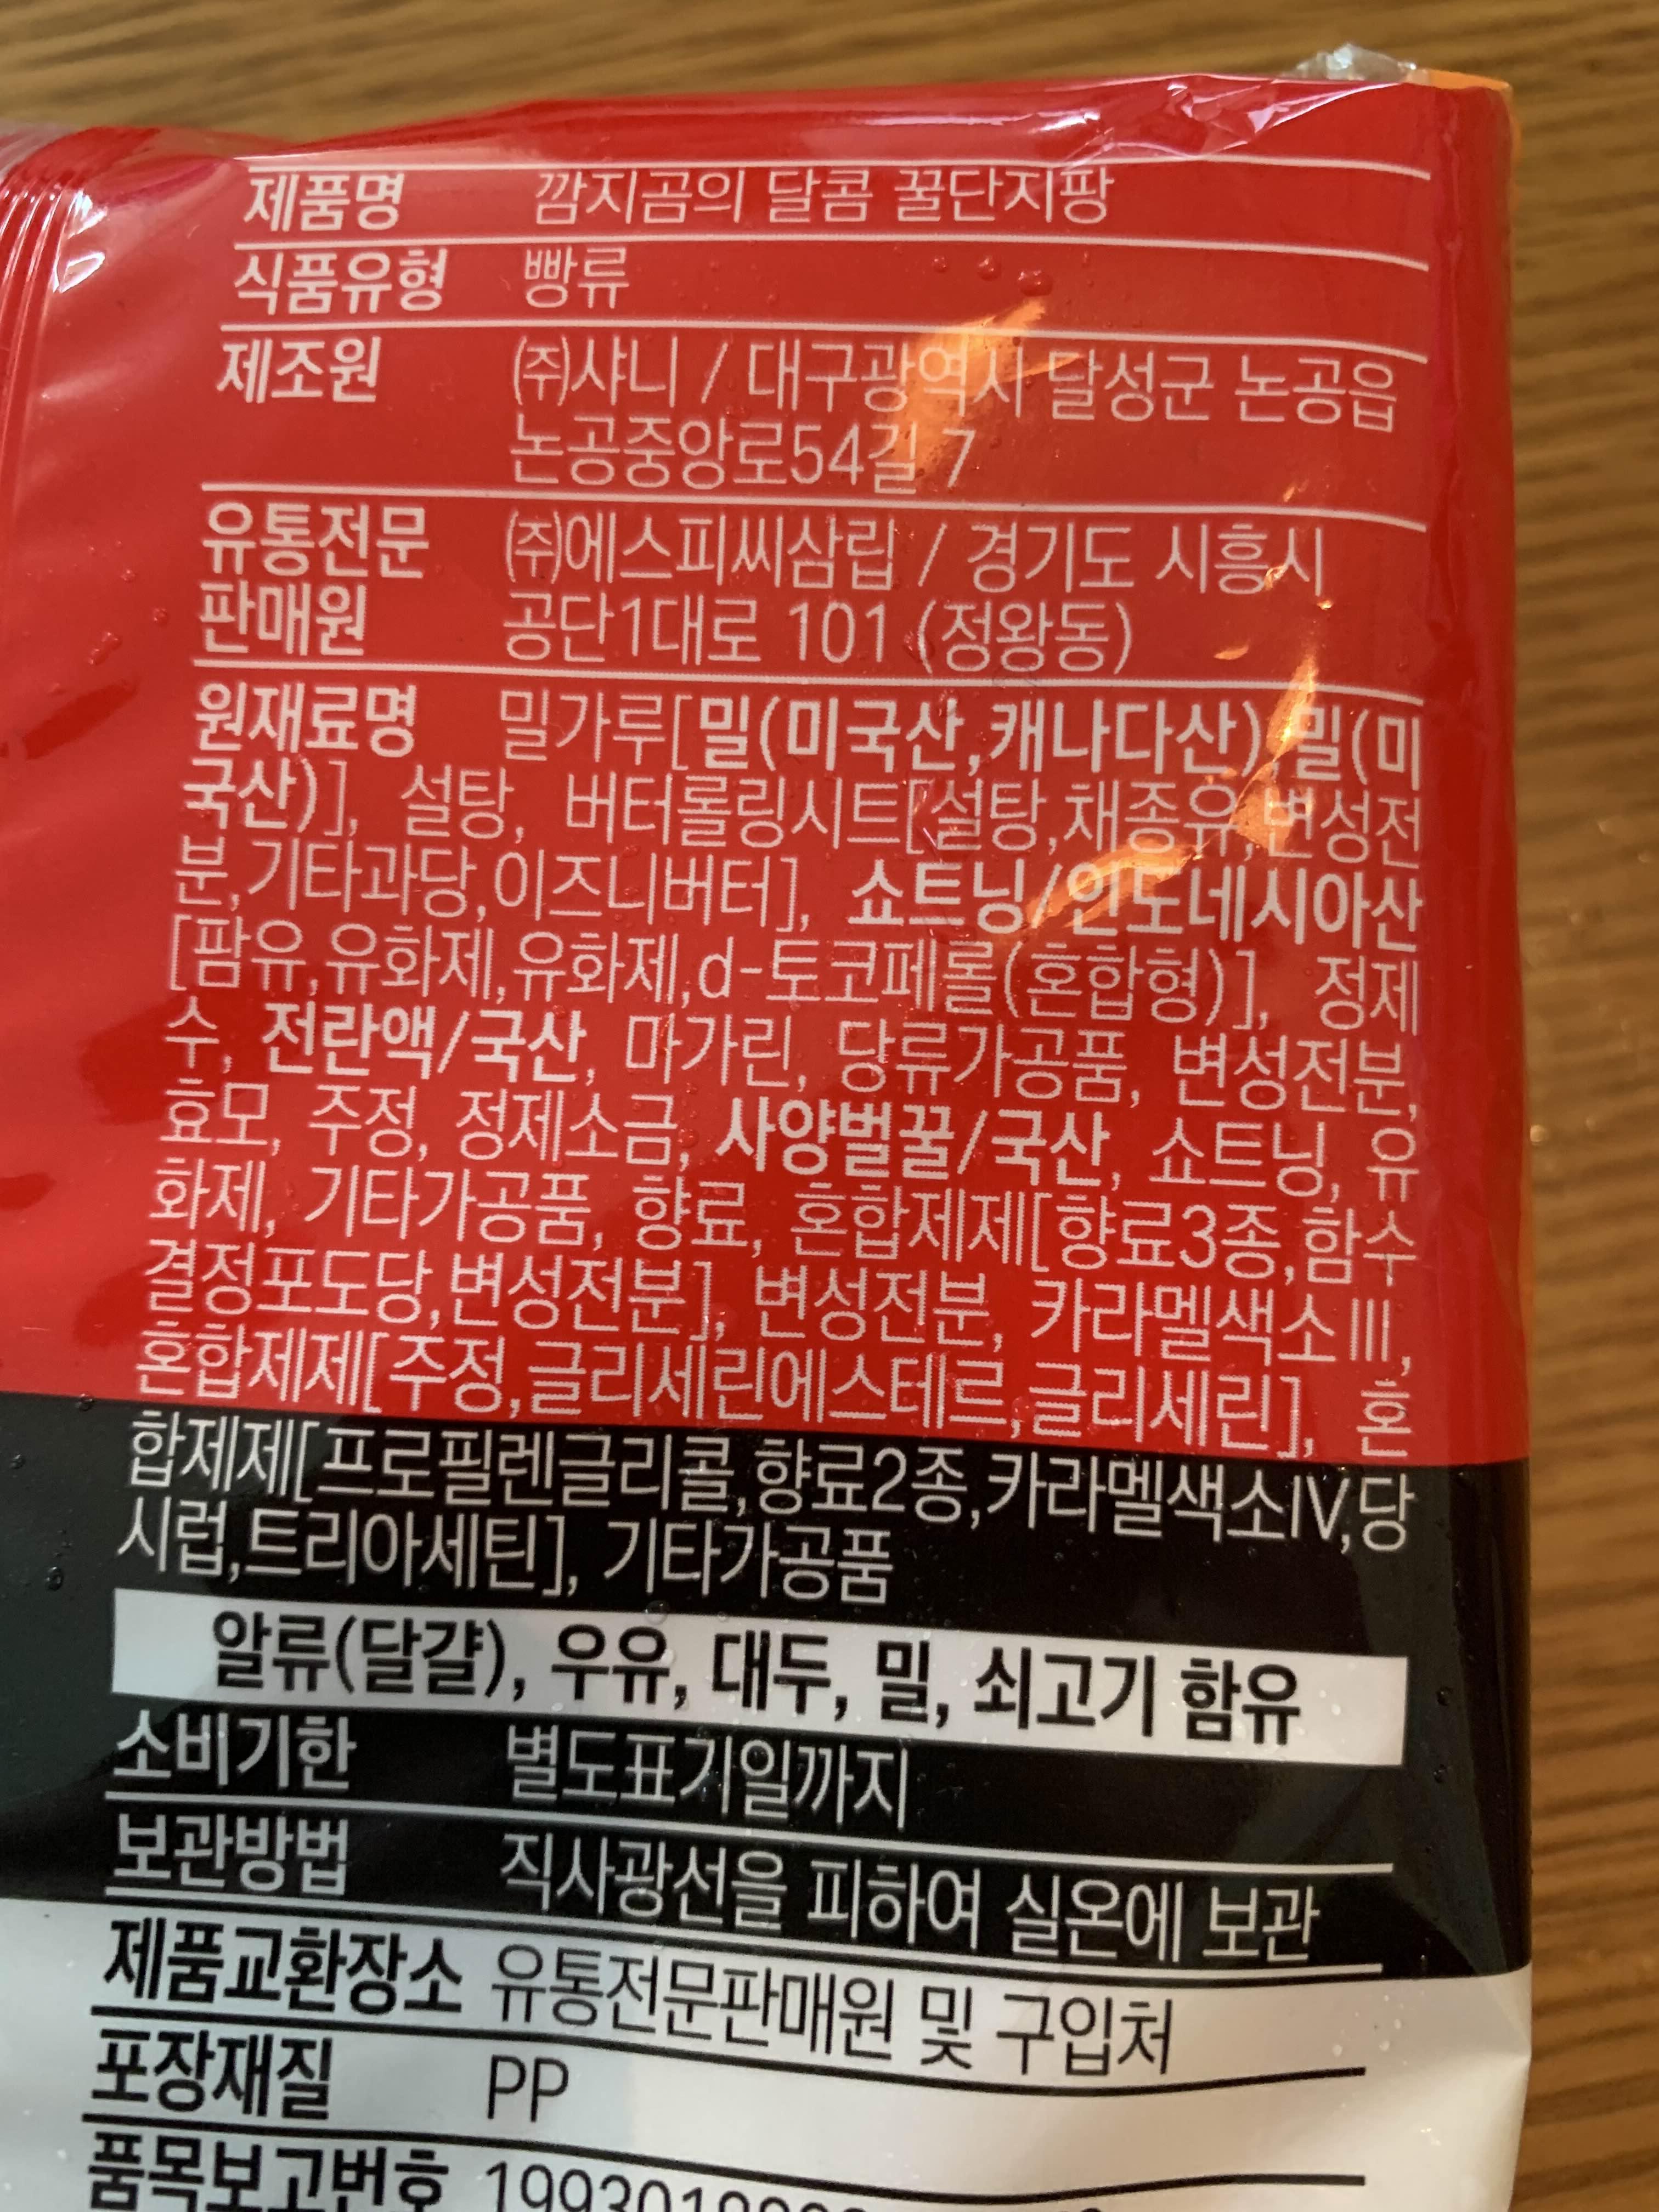 제품명 깜지곰의 달콤 꿀단지팡
식품유형 빵류
제조원 ㈜샤니 / 대구광역시 달성군 논공읍
논공중앙로54길 7
유통전문 ㈜에스피씨삼립 / 경기도 시흥시
판매원 공단1대로 101 (정왕동)
원재료명 밀가루[밀(미국산,캐나다산),밀(미
국산)], 설탕, 버터롤링시트[설탕,채종유,변성전
분,기타과당,이즈니버터], 쇼트닝/인도네시아산
[팜유,유화제,유화제,d-토코페롤(혼합형)], 정제
수, 전란액/국산, 마가린, 당류가공품, 변성전분,
효모, 주정, 정제소금, 사양벌꿀/국산, 쇼트닝, 유
화제, 기타가공품, 향료, 혼합제제[향료3종,함수
결정포도당,변성전분], 변성전분, 카라멜색소III,
혼합제제[주정,글리세린에스테르,글리세린], 혼
합제제[프로필렌글리콜,향료2종,카라멜색소IV,당
시럽,트리아세틴], 기타가공품
알류(달걀), 우유, 대두, 밀, 쇠고기 함유
소비기한 별도표기일까지
보관방법 직사광선을 피하여 실온에 보관
제품교환장소 유통전문판매원 및 구입처
포장재질 PP
품목보고번호